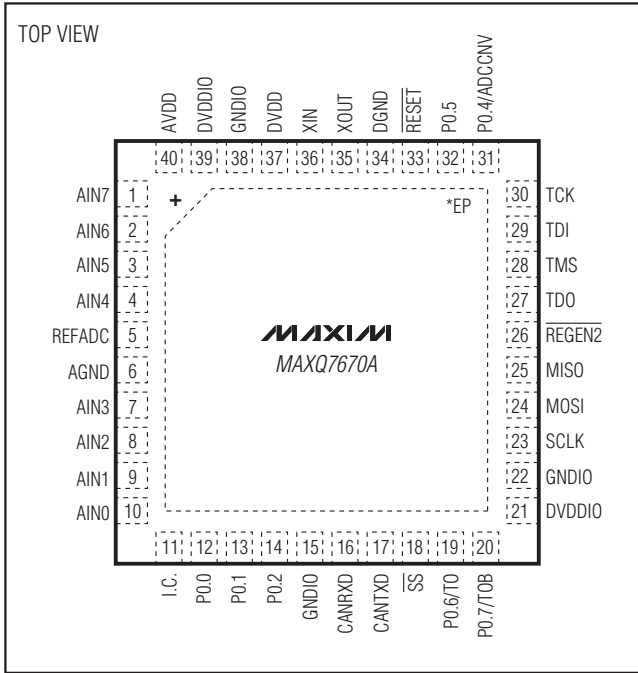 TOP VIEW
AVDD
DVDDIO
GNDIO
DVDD
XIN
XOUT
DGND
RESET
P0.5
P0.4/ADCCNV
40 39 38 37 36 35 34 33 32 31
AIN7 1 + *EP 30 TCK
AIN6 2 29 TDI
AIN5 3 28 TMS
AIN4 4 27 TDO
REFADC 5 MAXIM 26 REGEN2
AGND 6 MAXQ7670A 25 MISO
AIN3 7 24 MOSI
AIN2 8 23 SCLK
AIN1 9 22 GNDIO
AIN0 10 21 DVDDIO
11 12 13 14 15 16 17 18 19 20
I.C.
P0.0
P0.1
P0.2
GNDIO
CANRXD
CANTXD
SS
P0.6/T0
P0.7/T0B